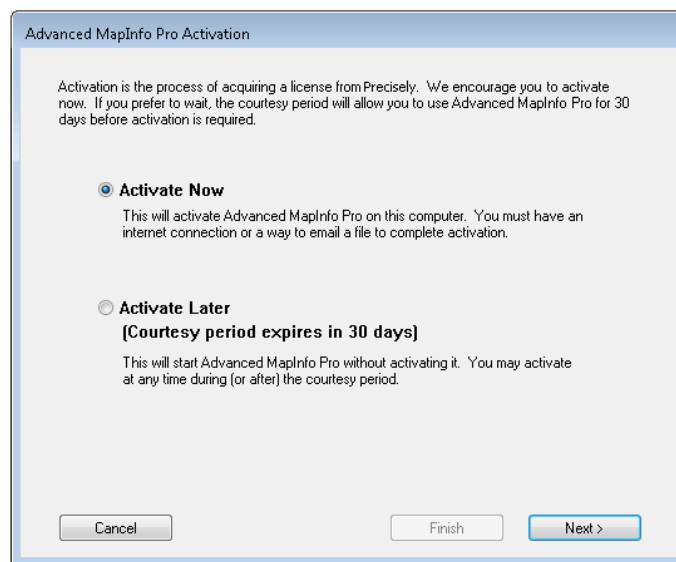 Advanced MapInfo Pro Activation
Activation is the process of acquiring a license from Precisely. We encourage you to activate
now. If you prefer to wait, the courtesy period will allow you to use Advanced MapInfo Pro for 30
days before activation is required.
Activate Now
This will activate Advanced MapInfo Pro on this computer. You must have an
internet connection or a way to email a file to complete activation.
Activate Later
(Courtesy period expires in 30 days)
This will start Advanced MapInfo Pro without activating it. You may activate
at any time during (or after) the courtesy period.
Cancel Finish Next >